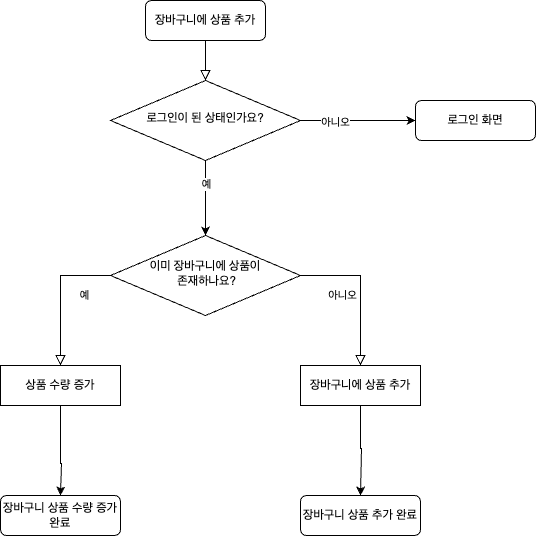 장바구니에 상품 추가
로그인이 된 상태인가요?
아니오
로그인 화면
예
이미 장바구니에 상품이
존재하나요?
예
아니오
상품 수량 증가
장바구니에 상품 추가
장바구니 상품 수량 증가
완료
장바구니 상품 추가 완료